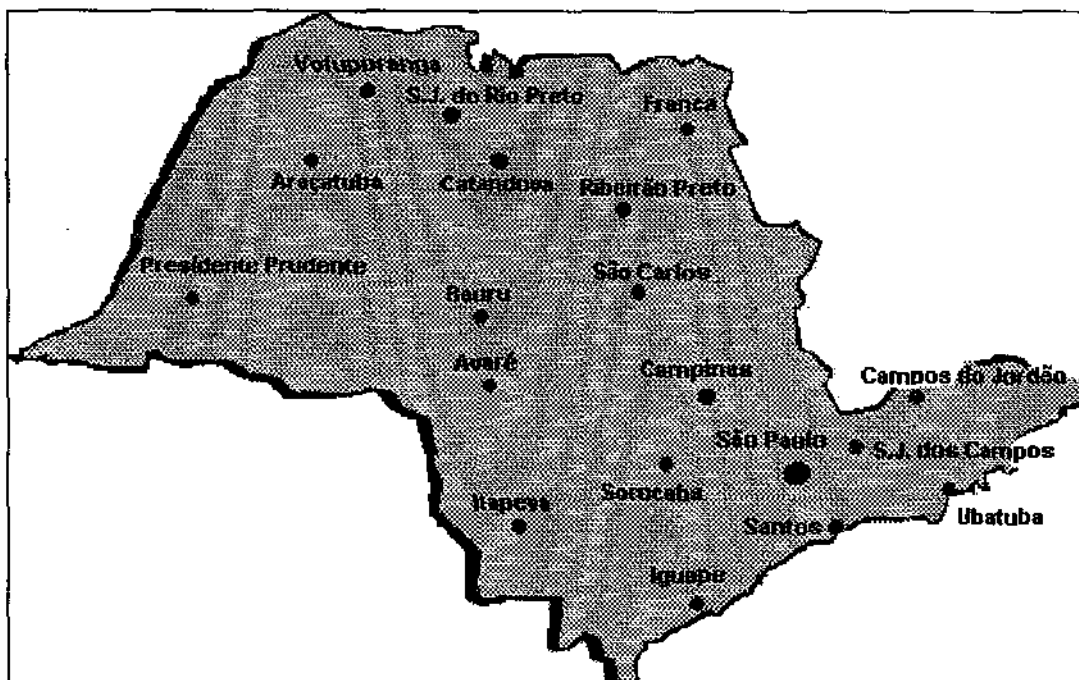 Votuporanga
S.J. do Rio Preto
Franca
Araçatuba
Catanduva
Ribeirão Preto
Presidente Prudente
São Carlos
Bauru
Avaré
Campinas
Campos do Jordão
São Paulo
S.J. dos Campos
Sorocaba
Itapeva
Santos
Ubatuba
Iguape